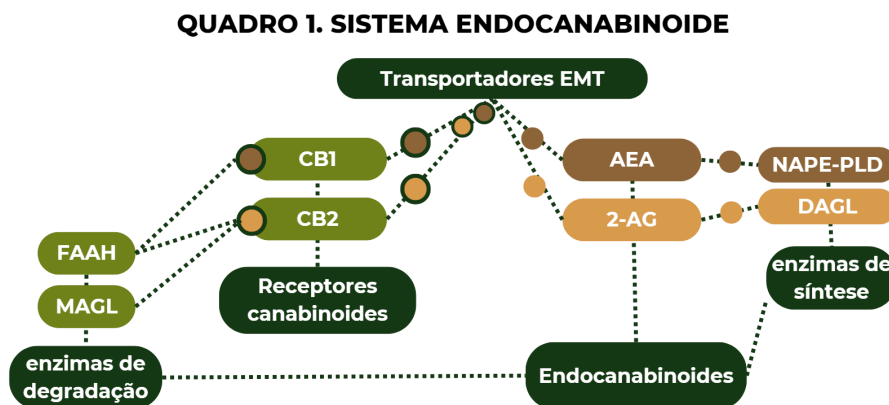 QUADRO 1. SISTEMA ENDOCANABINOIDE
Transportadores EMT
CB1
AEA
NAPE-PLD
CB2
2-AG
DAGL
FAAH
MAGL
Receptores
canabinoides
enzimas de
síntese
enzimas de
degradação
Endocanabinoides